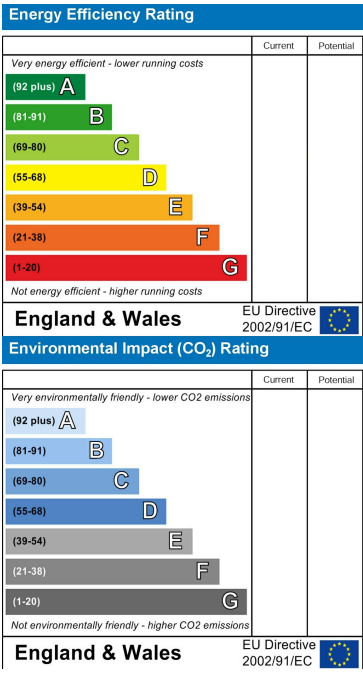 Energy Efficiency Rating
Current Potential
Very energy efficient - lower running costs
(92 plus) A
(81-91) B
(69-80) C
(55-68) D
(39-54) E
(21-38) F
(1-20) G
Not energy efficient - higher running costs
England & Wales
EU Directive
2002/91/EC
Environmental Impact (CO₂) Rating
Current Potential
Very environmentally friendly - lower CO2 emissions
(92 plus) A
(81-91) B
(69-80) C
(55-68) D
(39-54) E
(21-38) F
(1-20) G
Not environmentally friendly - higher CO2 emissions
England & Wales
EU Directive
2002/91/EC